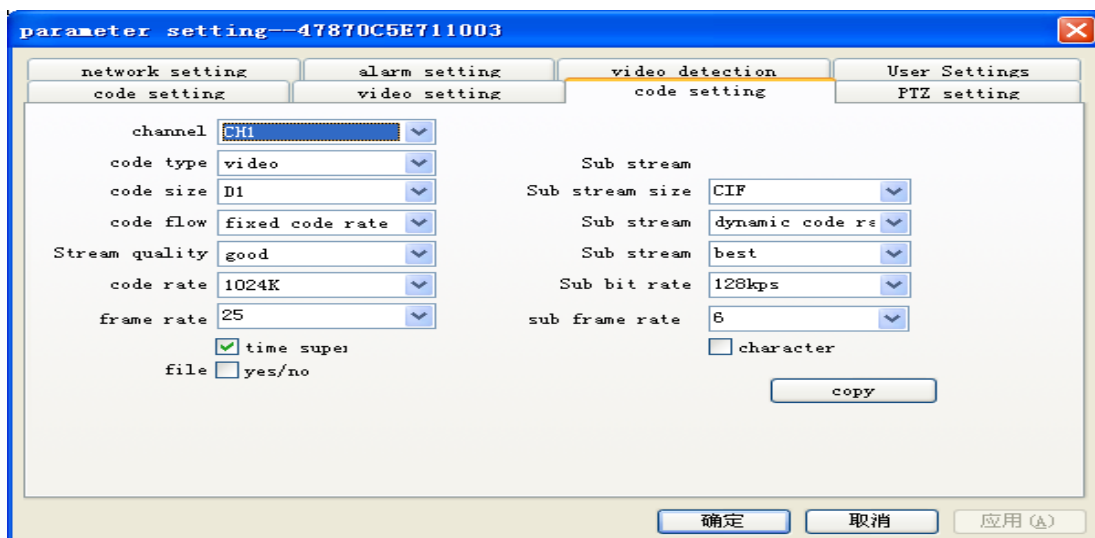 parameter setting--47870C5E711003
network setting alarm setting video detection User Settings
code setting video setting code setting PTZ setting
channel CH1
code type video Sub stream
code size D1 Sub stream size CIF
code flow fixed code rate Sub stream dynamic code ra
Stream quality good Sub stream best
code rate 1024K Sub bit rate 128kps
frame rate 25 sub frame rate 6
time super character
file yes/no
copy
确定 取消 应用(A)